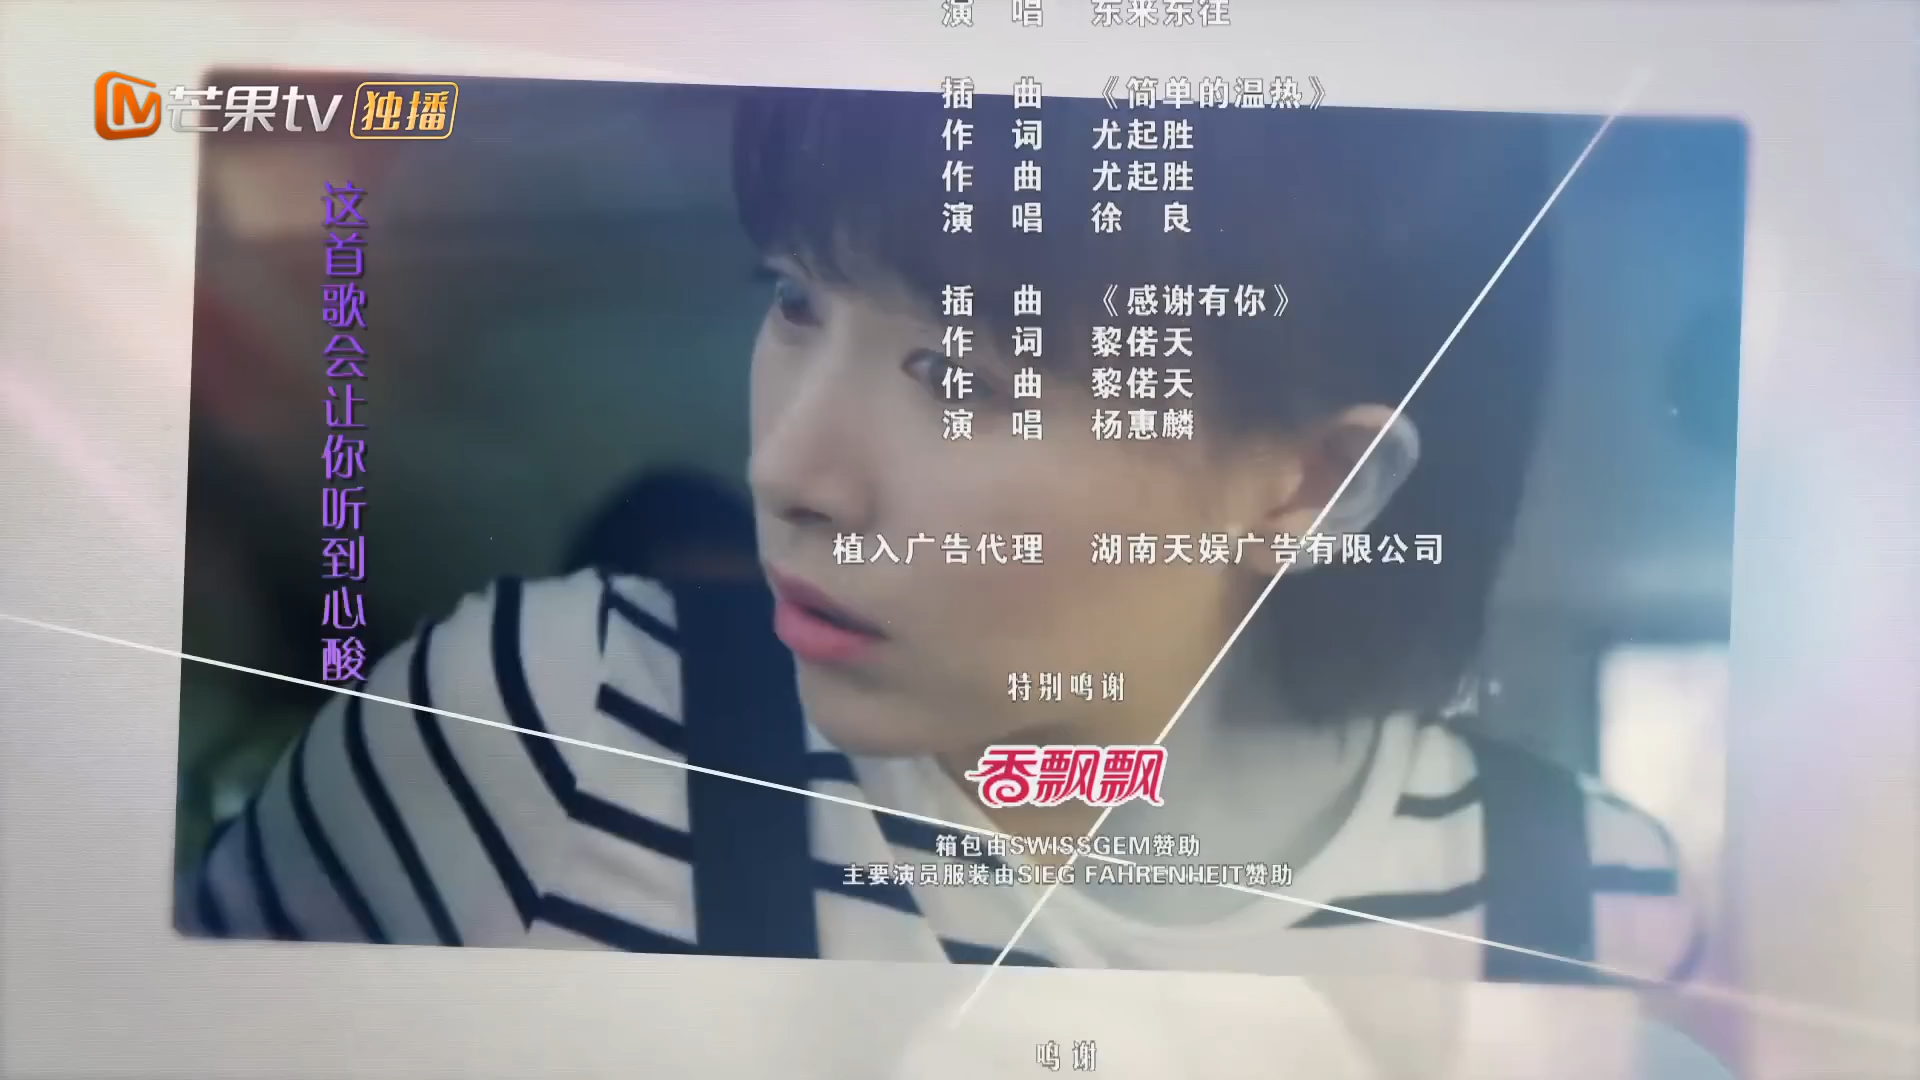 演 唱 东来东往
芒果tv 独播
插 曲 《简单的温热》
作 词 尤起胜
作 曲 尤起胜
演 唱 徐 良
这首歌会让你听到心酸
插 曲 《感谢有你》
作 词 黎偌天
作 曲 黎偌天
演 唱 杨惠麟
植入广告代理 湖南天娱广告有限公司
特别鸣谢
香飘飘
箱包由SWISSGEM赞助
主要演员服装由SIEG FAHRENHEIT赞助
鸣谢